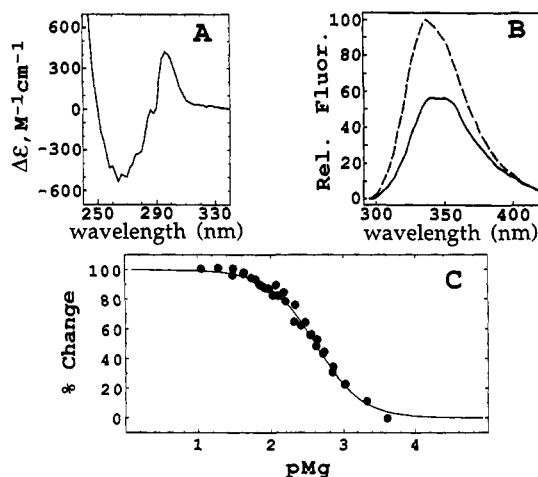 A
600
300
0
-300
-600
Δε, M⁻¹cm⁻¹
250 290 340
wavelength (nm)
B
100
80
60
40
20
0
Rel. Fluor.
300 350 400
wavelength (nm)
C
100
80
60
40
20
0
% Change
1 2 3 4
pMg